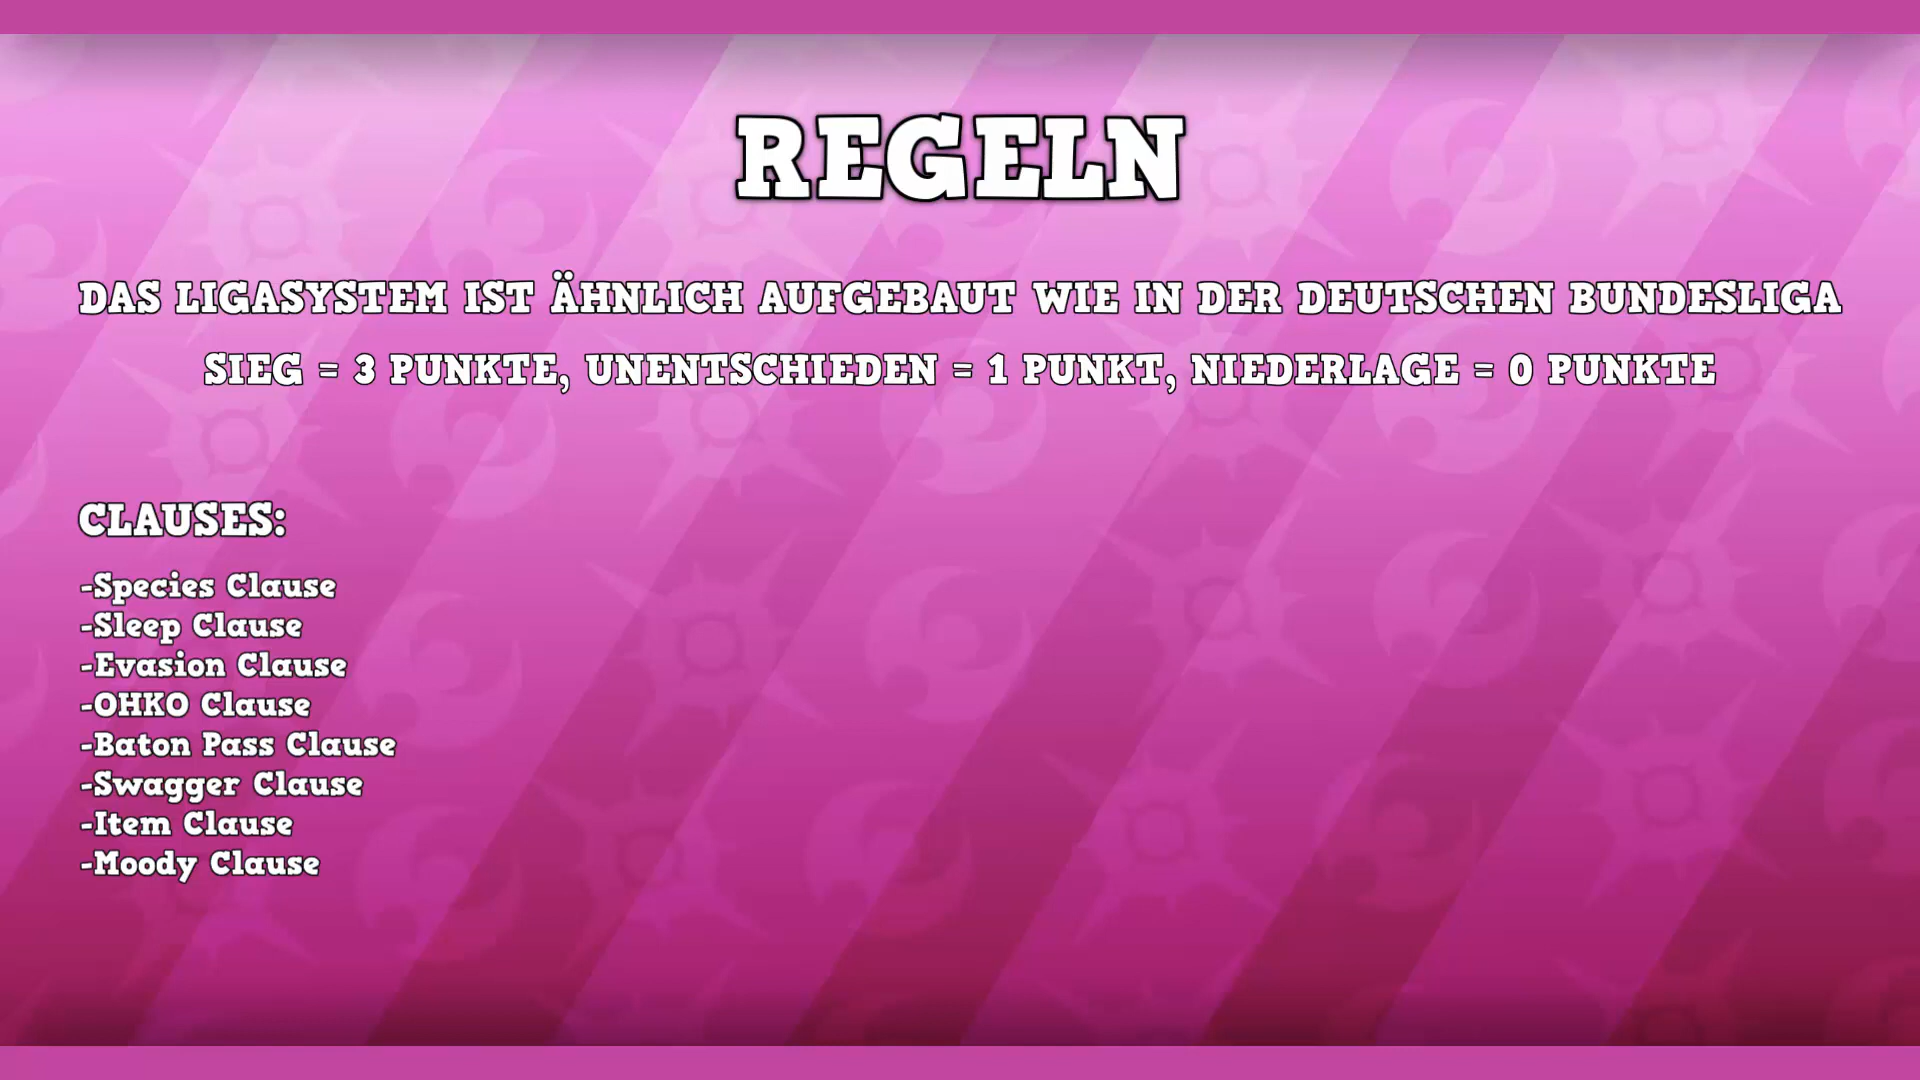 REGELN
DAS LIGASYSTEM IST ÄHNLICH AUFGEBAUT WIE IN DER DEUTSCHEN BUNDESLIGA
SIEG = 3 PUNKTE, UNENTSCHIEDEN = 1 PUNKT, NIEDERLAGE = 0 PUNKTE
CLAUSES:
-Species Clause
-Sleep Clause
-Evasion Clause
-OHKO Clause
-Baton Pass Clause
-Swagger Clause
-Item Clause
-Moody Clause